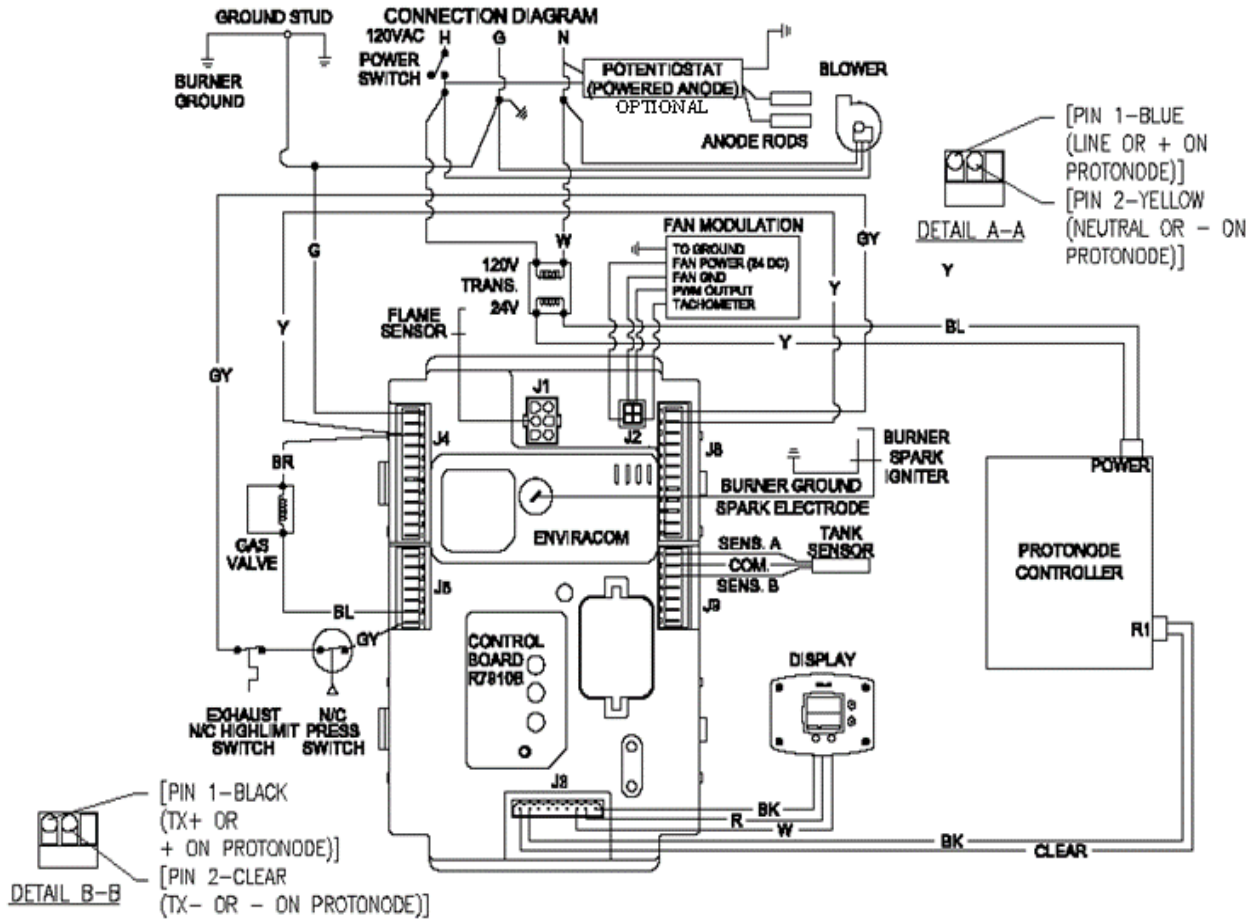 GROUND STUD
CONNECTION DIAGRAM
120VAC H G N
POWER
SWITCH
BURNER
GROUND
POTENTIOSTAT
(POWERED ANODE)
OPTIONAL
BLOWER
ANODE RODS
[PIN 1-BLUE
(LINE OR + ON
PROTONODE)]
[PIN 2-YELLOW
(NEUTRAL OR - ON
PROTONODE)]
DETAIL A-A
Y
FAN MODULATION
TO GROUND
FAN POWER (24 DC)
FAN GND
PWM OUTPUT
TACHOMETER
GY
W
G
120V
TRANS.
24V
Y
FLAME
SENSOR
Y
BL
Y
GY
J1
J2
J4
J8
BURNER
SPARK
IGNITER
POWER
BR
BURNER GROUND
SPARK ELECTRODE
GAS
VALVE
ENVIRACOM
SENS. A
COM.
SENS. B
TANK
SENSOR
PROTONODE
CONTROLLER
J5
J9
BL
GY
R1
CONTROL
BOARD
R7910B
DISPLAY
EXHAUST
N/C HIGHLIMIT
SWITCH
N/C
PRESS
SWITCH
J3
BK
R
W
BK
CLEAR
[PIN 1-BLACK
(TX+ OR
+ ON PROTONODE)]
[PIN 2-CLEAR
(TX- OR - ON PROTONODE)]
DETAIL B-B